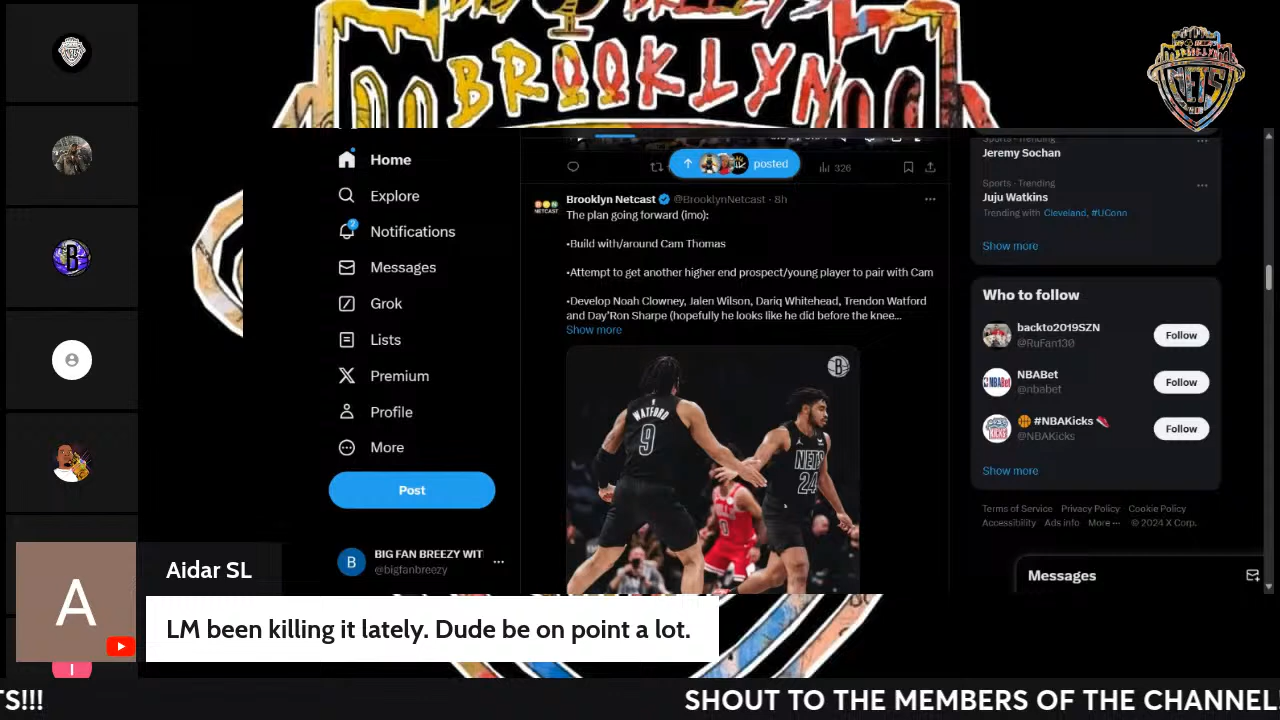 BROOKLYN
NETS
Home
Explore
2
Notifications
Messages
Grok
Lists
Premium
Profile
More
Post
B
BIG FAN BREEZY WIT
@bigfanbreezy
posted
326
Brooklyn Netcast @BrooklynNetcast · 8h
NETCAST
The plan going forward (imo):
•Build with/around Cam Thomas
•Attempt to get another higher end prospect/young player to pair with Cam
•Develop Noah Clowney, Jalen Wilson, Dariq Whitehead, Trendon Watford
and Day'Ron Sharpe (hopefully he looks like he did before the knee...
Show more
WATFORD
9
NETS
24
B
Sports · Trending
Jeremy Sochan
Sports · Trending
Juju Watkins
Trending with Cleveland, #UConn
Show more
Who to follow
backto2019SZN
@RuFan130
Follow
NBABet
@nbabet
Follow
#NBAKicks
@NBAKicks
Follow
Show more
Terms of Service Privacy Policy Cookie Policy
Accessibility Ads info More ··· © 2024 X Corp.
Messages
A
Aidar SL
LM been killing it lately. Dude be on point a lot.
TS!!! SHOUT TO THE MEMBERS OF THE CHANNEL